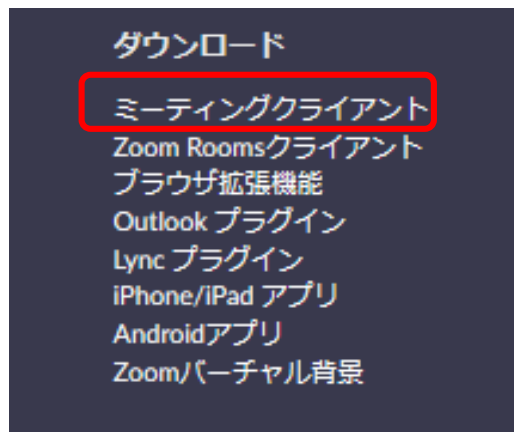 ダウンロード
ミーティングクライアント
Zoom Roomsクライアント
ブラウザ拡張機能
Outlook プラグイン
Lync プラグイン
iPhone/iPad アプリ
Androidアプリ
Zoomバーチャル背景